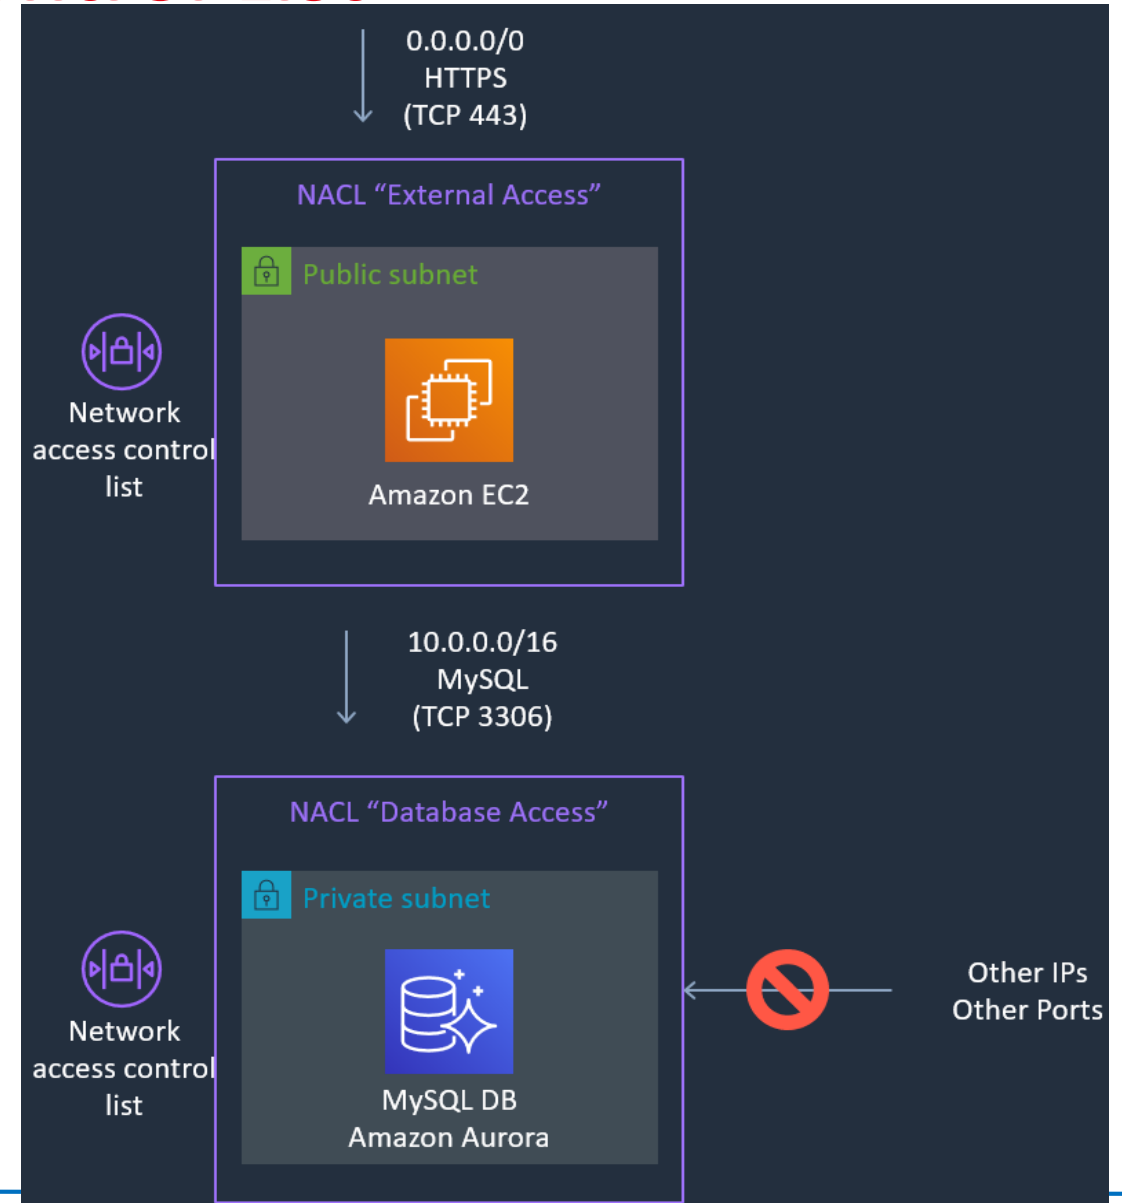 0.0.0.0/0
HTTPS
(TCP 443)
NACL “External Access”
Public subnet
Network
access control
list
Amazon EC2
10.0.0.0/16
MySQL
(TCP 3306)
NACL “Database Access”
Private subnet
Network
access control
list
MySQL DB
Amazon Aurora
Other IPs
Other Ports